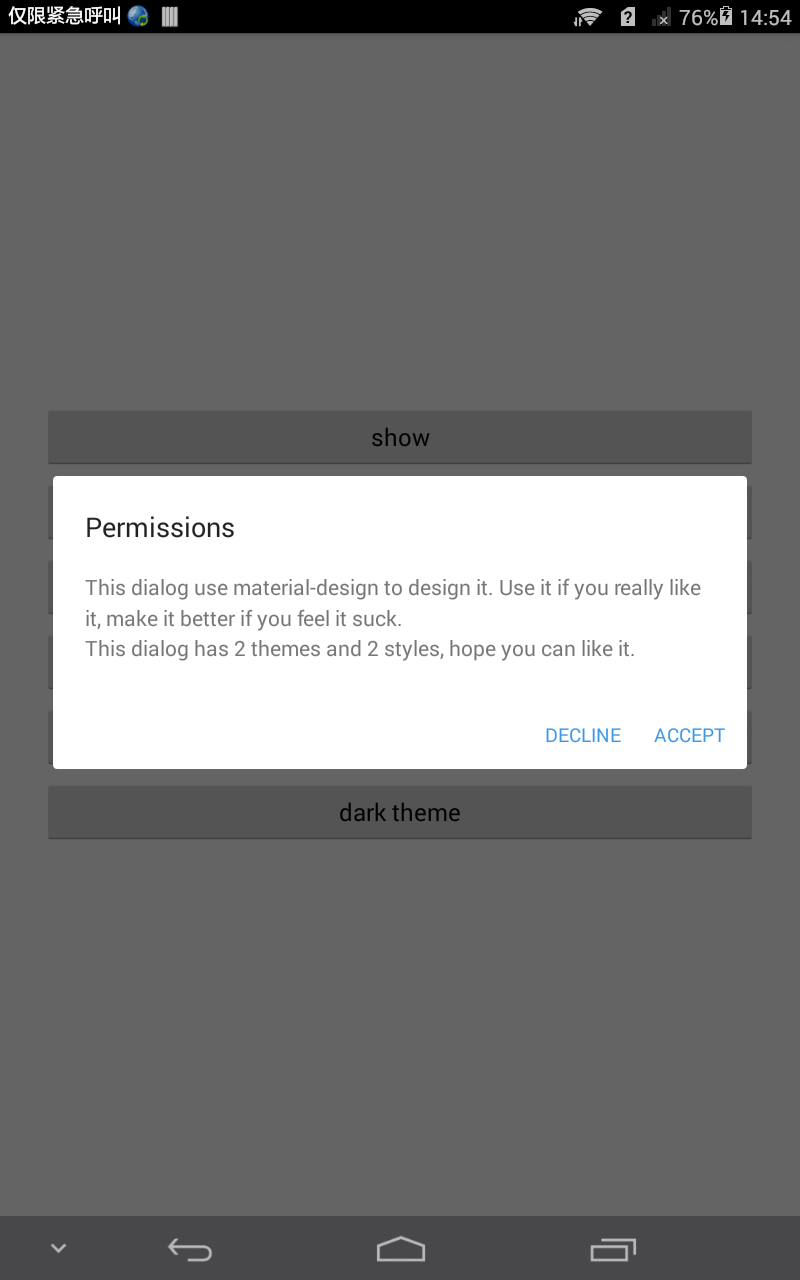 仅限紧急呼叫 76% 14:54
show
Permissions
This dialog use material-design to design it. Use it if you really like
it, make it better if you feel it suck.
This dialog has 2 themes and 2 styles, hope you can like it.
DECLINE ACCEPT
dark theme